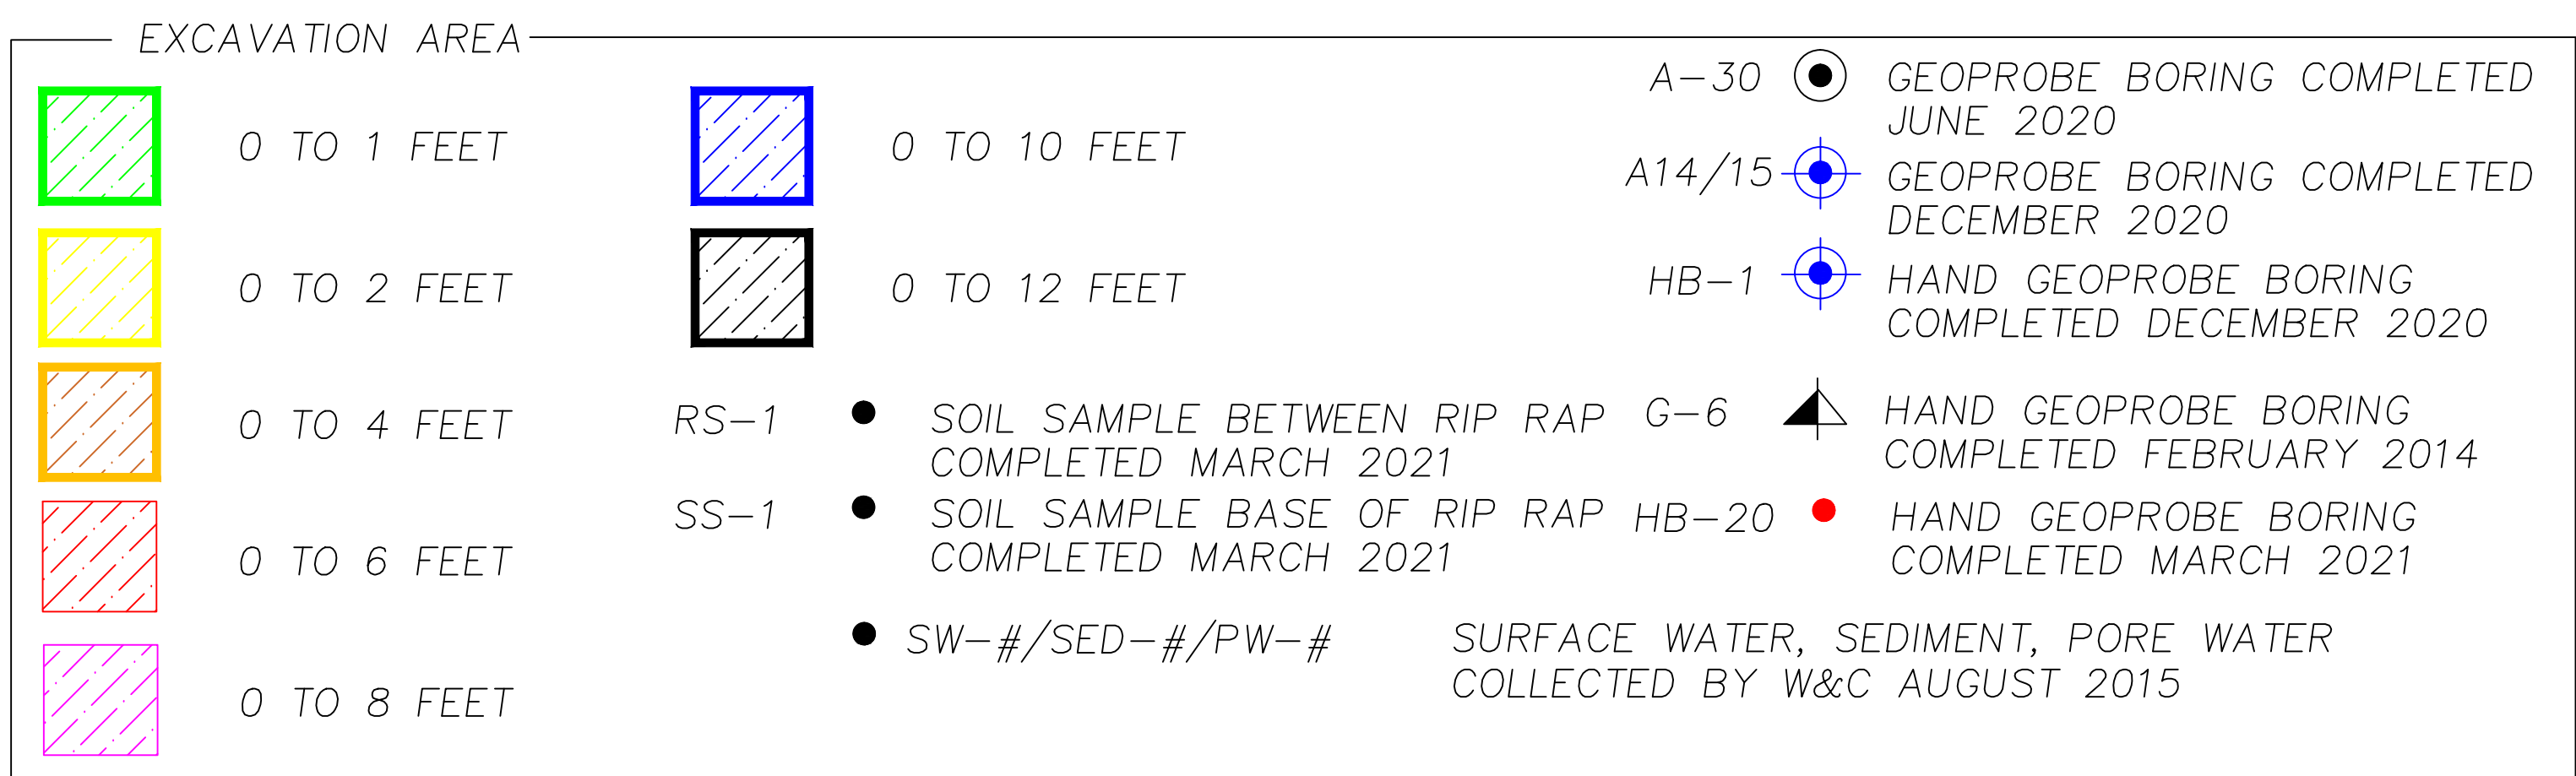 EXCAVATION AREA
0 TO 1 FEET
0 TO 2 FEET
0 TO 4 FEET
0 TO 6 FEET
0 TO 8 FEET
0 TO 10 FEET
0 TO 12 FEET
RS-1 SOIL SAMPLE BETWEEN RIP RAP
COMPLETED MARCH 2021
SS-1 SOIL SAMPLE BASE OF RIP RAP
COMPLETED MARCH 2021
SW-#/SED-#/PW-# SURFACE WATER, SEDIMENT, PORE WATER
COLLECTED BY W&C AUGUST 2015
A-30 GEOPROBE BORING COMPLETED
JUNE 2020
A14/15 GEOPROBE BORING COMPLETED
DECEMBER 2020
HB-1 HAND GEOPROBE BORING
COMPLETED DECEMBER 2020
G-6 HAND GEOPROBE BORING
COMPLETED FEBRUARY 2014
HB-20 HAND GEOPROBE BORING
COMPLETED MARCH 2021